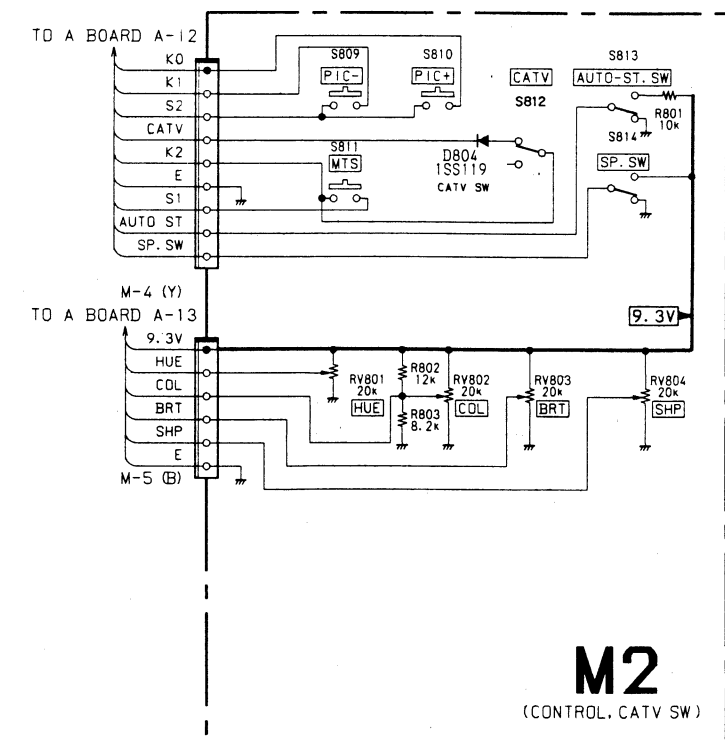 TO A BOARD A-12
K0
K1
S2
CATV
K2
E
S1
AUTO ST
SP. SW
M-4 (Y)
S809
PIC-
S810
PIC+
CATV
S812
S813
AUTO-ST. SW
R801
10k
S814
SP. SW
D804
1SS119
CATV SW
S811
MTS
9. 3V
TO A BOARD A-13
9. 3V
HUE
COL
BRT
SHP
E
M-5 (B)
RV801
20k
HUE
R802
12k
R803
8. 2k
RV802
20k
COL
RV803
20k
BRT
RV804
20k
SHP
M2
(CONTROL, CATV SW)